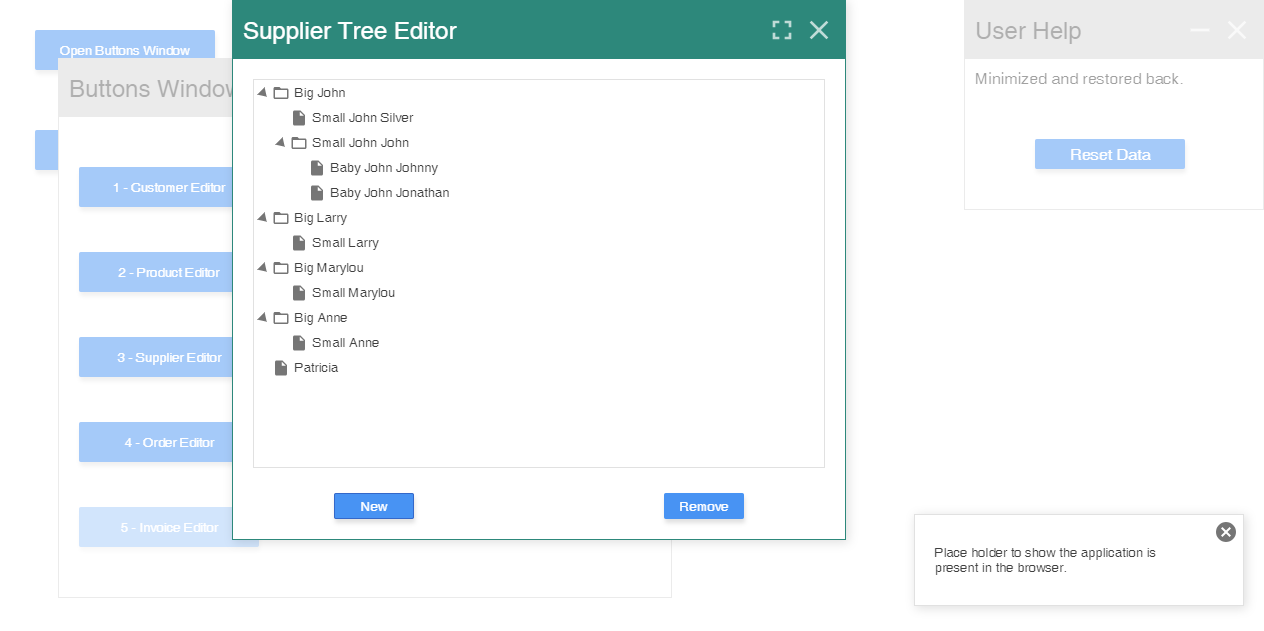 Open Buttons Window
Buttons Window
1 - Customer Editor
2 - Product Editor
3 - Supplier Editor
4 - Order Editor
5 - Invoice Editor
Supplier Tree Editor
Big John
Small John Silver
Small John John
Baby John Johnny
Baby John Jonathan
Big Larry
Small Larry
Big Marylou
Small Marylou
Big Anne
Small Anne
Patricia
New
Remove
User Help
Minimized and restored back.
Reset Data
Place holder to show the application is
present in the browser.